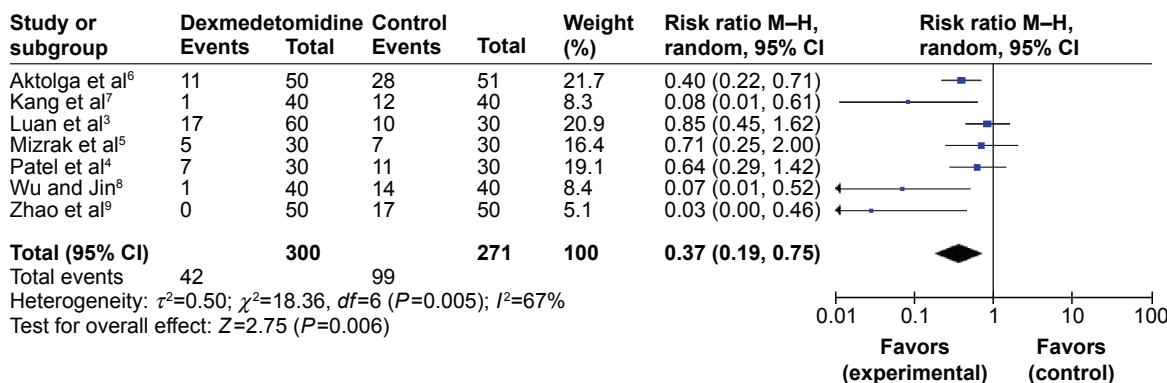 Study or subgroup Dexmedetomidine Control Weight (%) Risk ratio M–H, random, 95% CI Risk ratio M–H, random, 95% CI
Events Total Events Total
Aktolga et al⁶ 11 50 28 51 21.7 0.40 (0.22, 0.71)
Kang et al⁷ 1 40 12 40 8.3 0.08 (0.01, 0.61)
Luan et al³ 17 60 10 30 20.9 0.85 (0.45, 1.62)
Mizrak et al⁵ 5 30 7 30 16.4 0.71 (0.25, 2.00)
Patel et al⁴ 7 30 11 30 19.1 0.64 (0.29, 1.42)
Wu and Jin⁸ 1 40 14 40 8.4 0.07 (0.01, 0.52)
Zhao et al⁹ 0 50 17 50 5.1 0.03 (0.00, 0.46)
Total (95% CI) 300 271 100 0.37 (0.19, 0.75)
Total events 42 99
Heterogeneity: τ²=0.50; χ²=18.36, df=6 (P=0.005); I²=67%
Test for overall effect: Z=2.75 (P=0.006)
0.01 0.1 1 10 100
Favors (experimental) Favors (control)